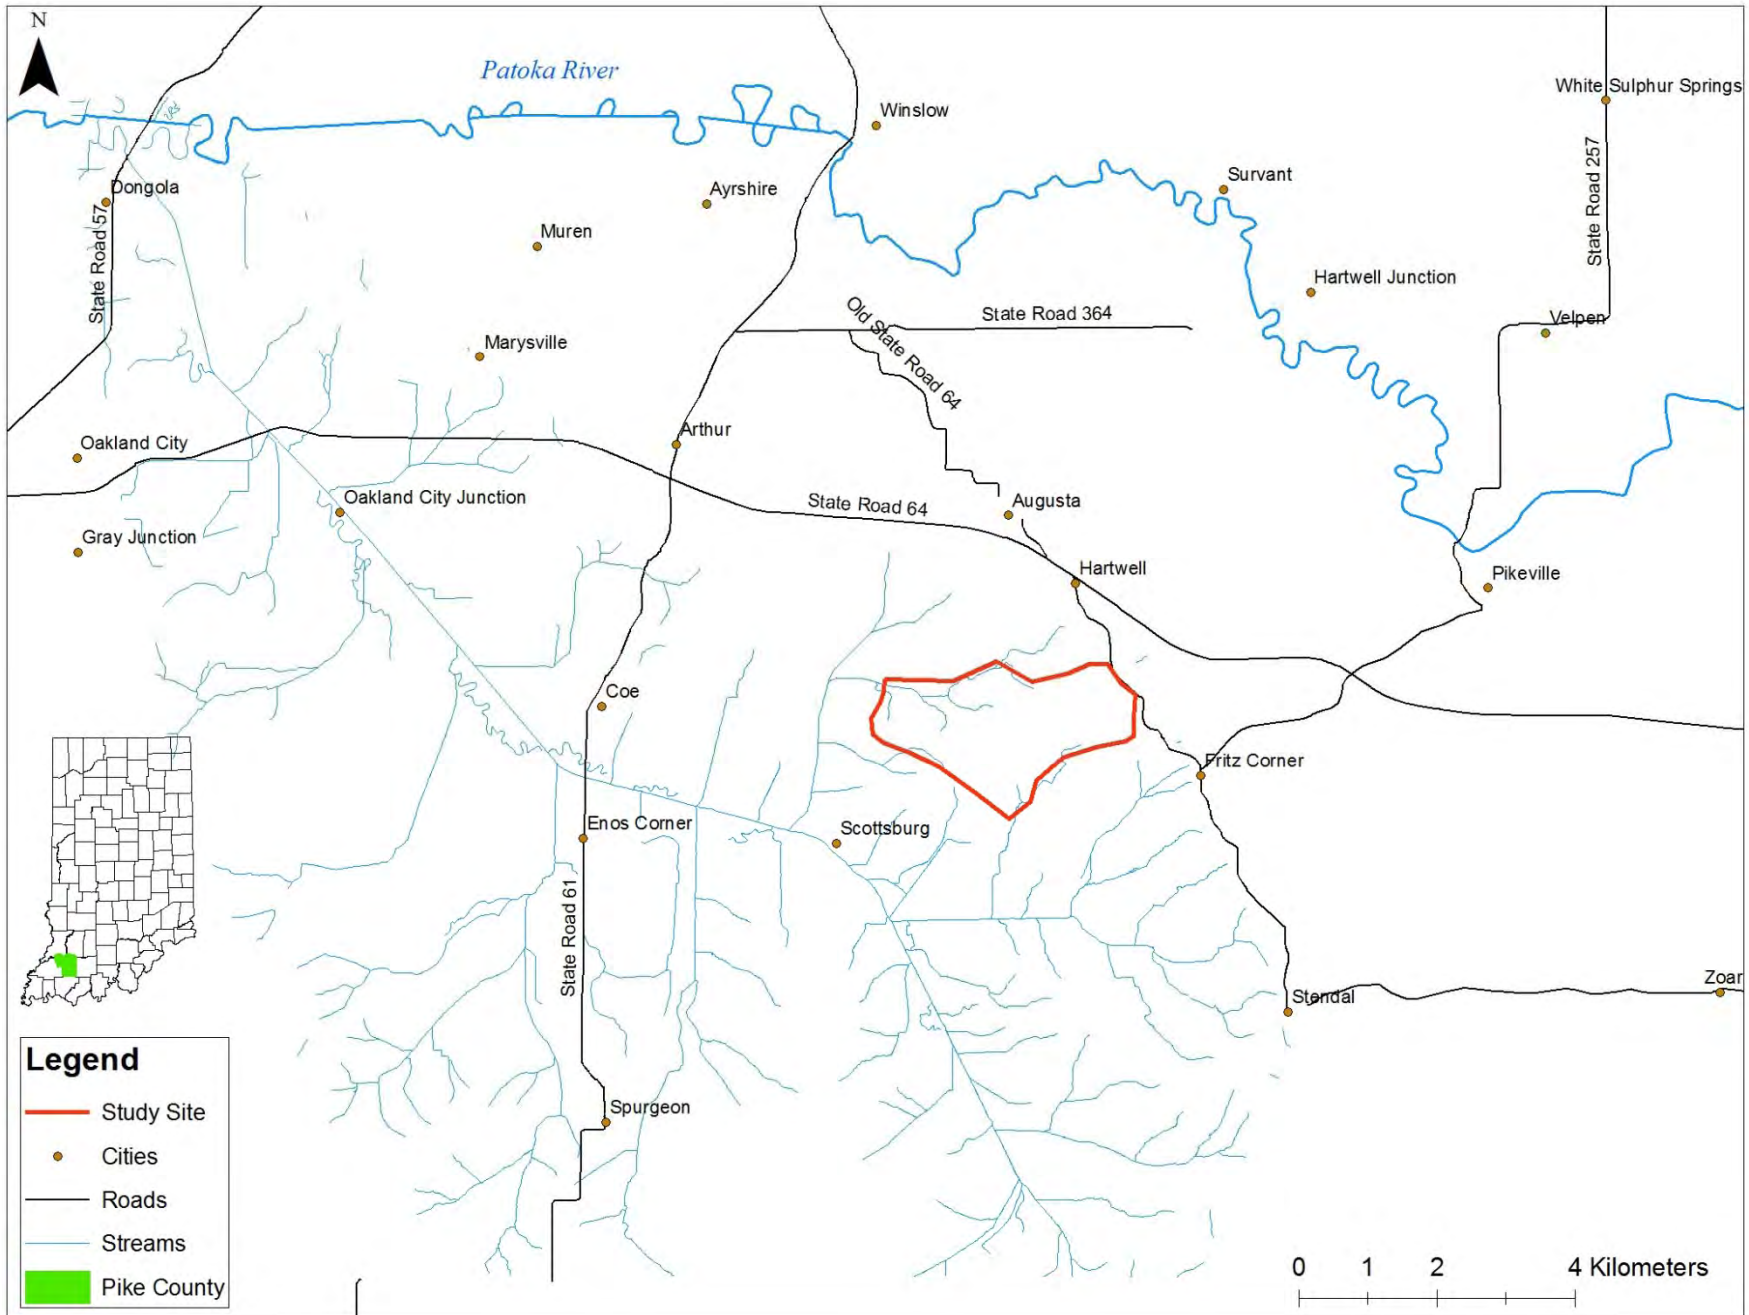 N
Patoka River
Winslow
White Sulphur Springs
State Road 257
Survant
Dongola
State Road 57
Ayrshire
Muren
Hartwell Junction
Velpen
Old State Road 64
State Road 364
Marysville
Arthur
Oakland City
Oakland City Junction
State Road 64
Augusta
Gray Junction
Hartwell
Pikeville
Coe
Fritz Corner
Enos Corner
Scottsburg
State Road 61
Stendal
Zoar
Spurgeon
Legend
Study Site
Cities
Roads
Streams
Pike County
0 1 2 4 Kilometers